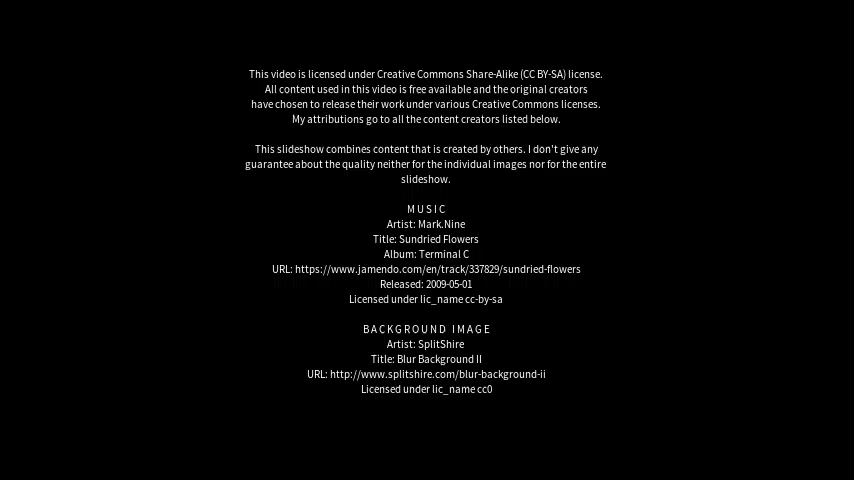 This video is licensed under Creative Commons Share-Alike (CC BY-SA) license.
All content used in this video is free available and the original creators
have chosen to release their work under various Creative Commons licenses.
My attributions go to all the content creators listed below.
This slideshow combines content that is created by others. I don't give any
guarantee about the quality neither for the individual images nor for the entire
slideshow.
MUSIC
Artist: Mark.Nine
Title: Sundried Flowers
Album: Terminal C
URL: https://www.jamendo.com/en/track/337829/sundried-flowers
Released: 2009-05-01
Licensed under lic_name cc-by-sa
BACKGROUND IMAGE
Artist: SplitShire
Title: Blur Background II
URL: http://www.splitshire.com/blur-background-ii
Licensed under lic_name cc0